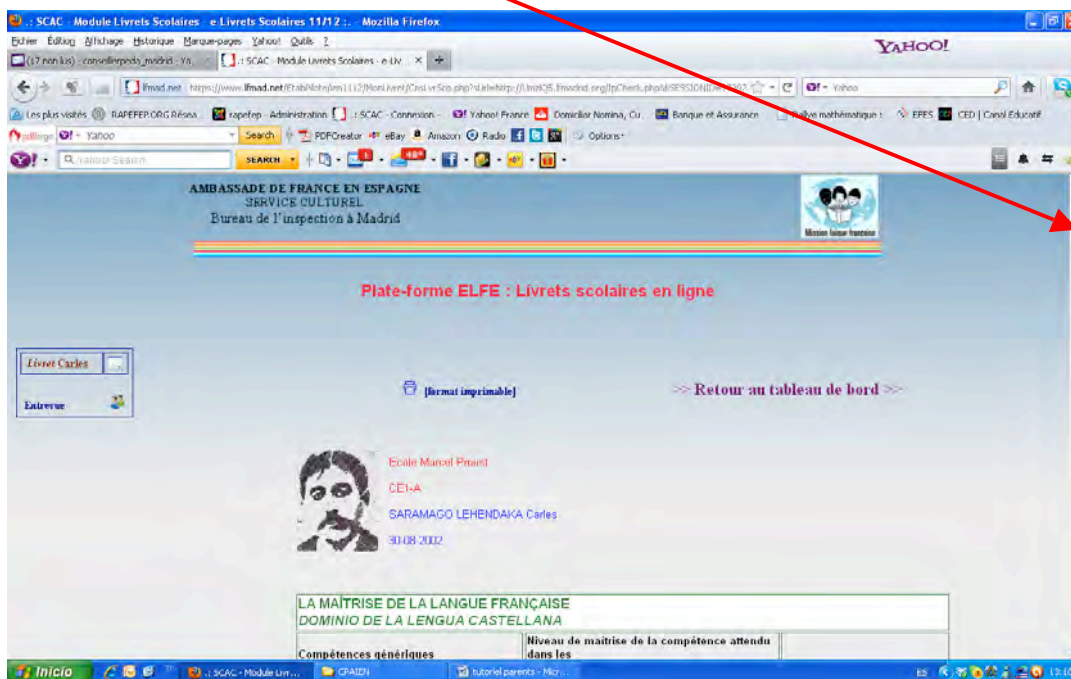 .: SCAC - Module Livrets Scolaires - e-Livrets Scolaires 11/12 :. - Mozilla Firefox
Fichier Édition Affichage Historique Marque-pages Yahoo! Outils ?
YAHOO!
(17 non lus) - conseillerpeda_madrid - Ya...
.: SCAC - Module Livrets Scolaires - e-Liv...
lfmad.net
Yahoo
Les plus visités RAPEFEP.ORG Résea... rapefep - Administration .: SCAC - Connexion - Yahoo! France Domiciliar Nomina, Cu... Banque et Assurance Rallye mathématique : EFES CED | Canal Educatif
pdfforge Yahoo Search PDFCreator eBay Amazon Radio Options
Yahoo! Search SEARCH
AMBASSADE DE FRANCE EN ESPAGNE
SERVICE CULTUREL
Bureau de l'inspection à Madrid
Mission laïque française
Plate-forme ELFE : Livrets scolaires en ligne
Livret Carles
Entrevue
[format imprimable]
>> Retour au tableau de bord >>
Ecole Marcel Proust
CE1-A
SARAMAGO LEHENDAKA Carles
30-08-2002
LA MAÎTRISE DE LA LANGUE FRANÇAISE
DOMINIO DE LA LENGUA CASTELLANA
Compétences génériques
Niveau de maitrise de la compétence attendu
dans les
Inicio
.: SCAC - Module Livr...
CPAIEN
tutoriel parents - Micr...
ES
13:10